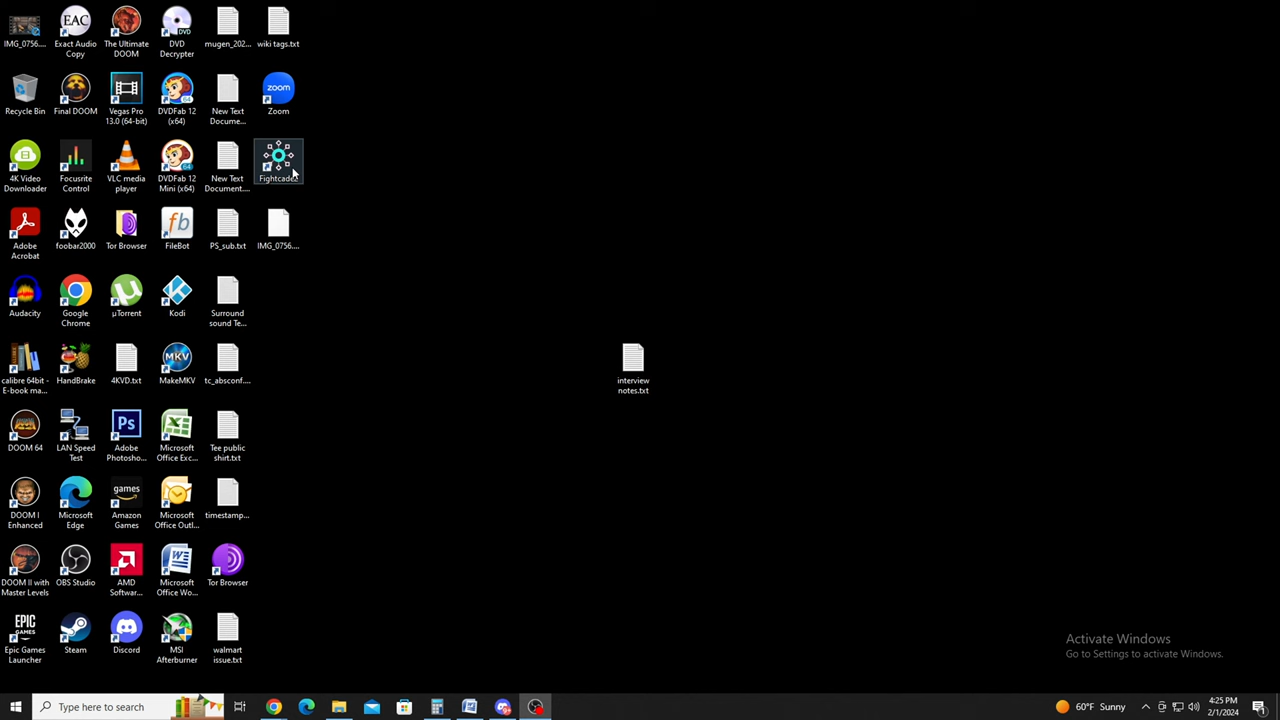 IMG_0756....
EAC
Exact Audio
Copy
The Ultimate
DOOM
DVD
DVD
Decrypter
mugen_202...
wiki tags.txt
Recycle Bin
Final DOOM
Vegas Pro
13.0 (64-bit)
64
DVDFab 12
(x64)
New Text
Docume...
zoom
Zoom
4K Video
Downloader
Focusrite
Control
VLC media
player
64
DVDFab 12
Mini (x64)
New Text
Document....
Fightcade2
Adobe
Acrobat
foobar2000
Tor Browser
fb
FileBot
PS_sub.txt
IMG_0756....
Audacity
Google
Chrome
µ
µTorrent
Kodi
Surround
sound Te...
calibre 64bit -
E-book ma...
HandBrake
4KVD.txt
MKV
MakeMKV
tc_absconf....
interview
notes.txt
DOOM 64
LAN Speed
Test
Ps
Adobe
Photosho...
Microsoft
Office Exc...
Tee public
shirt.txt
DOOM I
Enhanced
Microsoft
Edge
games
Amazon
Games
Microsoft
Office Outl...
timestamp...
DOOM II with
Master Levels
OBS Studio
AMD
Softwar...
W
Microsoft
Office Wo...
Tor Browser
EPIC
GAMES
Epic Games
Launcher
Steam
Discord
MSI
Afterburner
walmart
issue.txt
Activate Windows
Go to Settings to activate Windows.
Type here to search
60°F Sunny
4:25 PM
2/1/2024